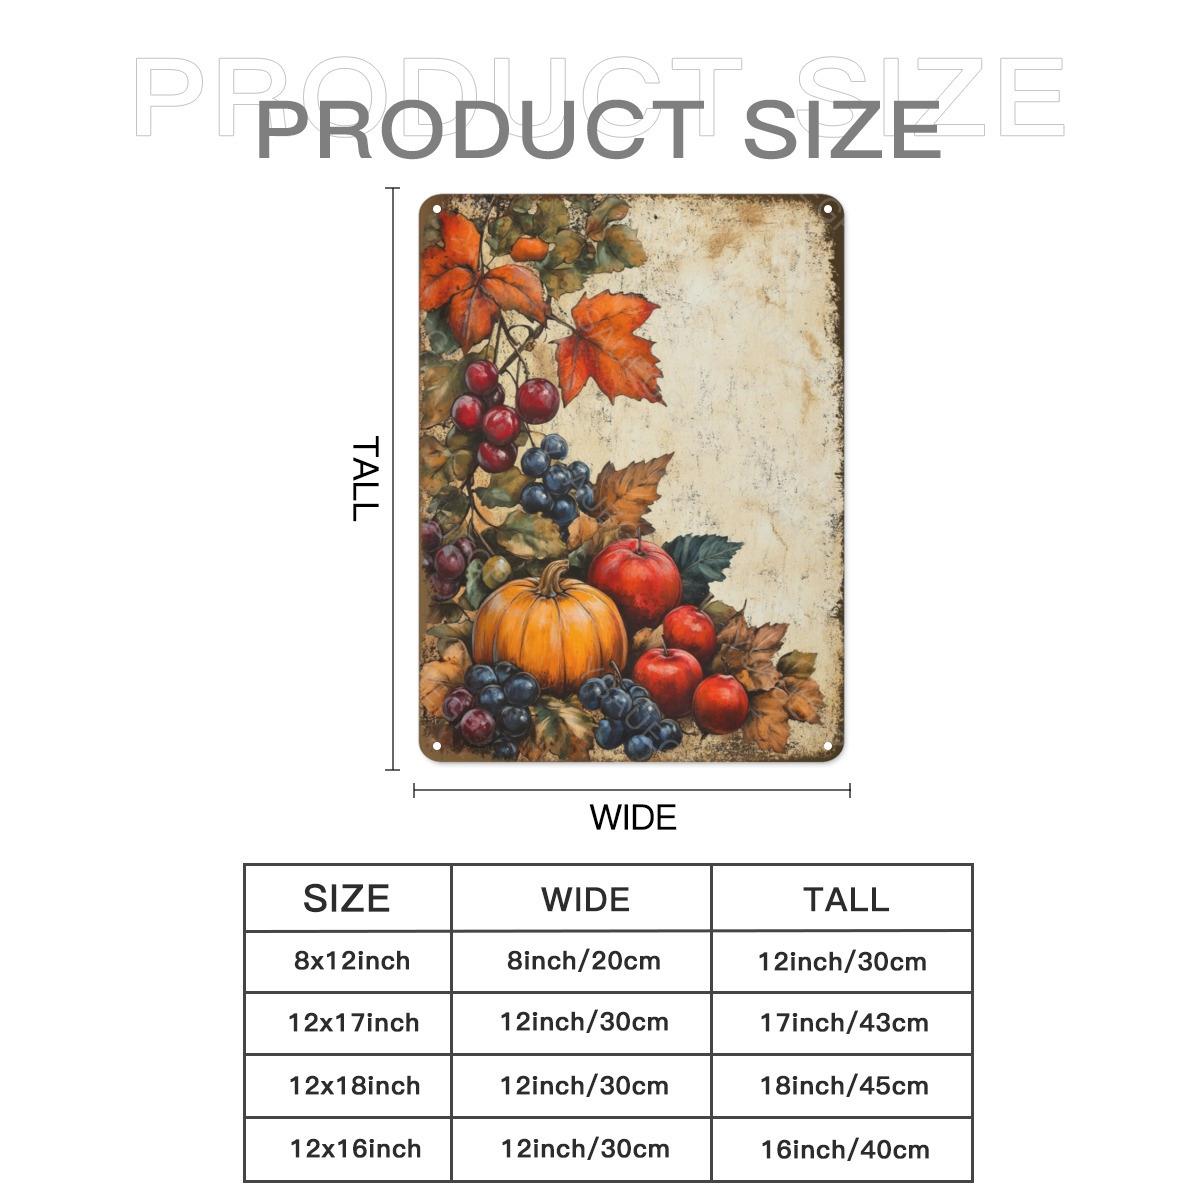 PRODUCT SIZE
PRODUCT SIZE
TALL
WIDE
SIZE WIDE TALL
8x12inch 8inch/20cm 12inch/30cm
12x17inch 12inch/30cm 17inch/43cm
12x18inch 12inch/30cm 18inch/45cm
12x16inch 12inch/30cm 16inch/40cm